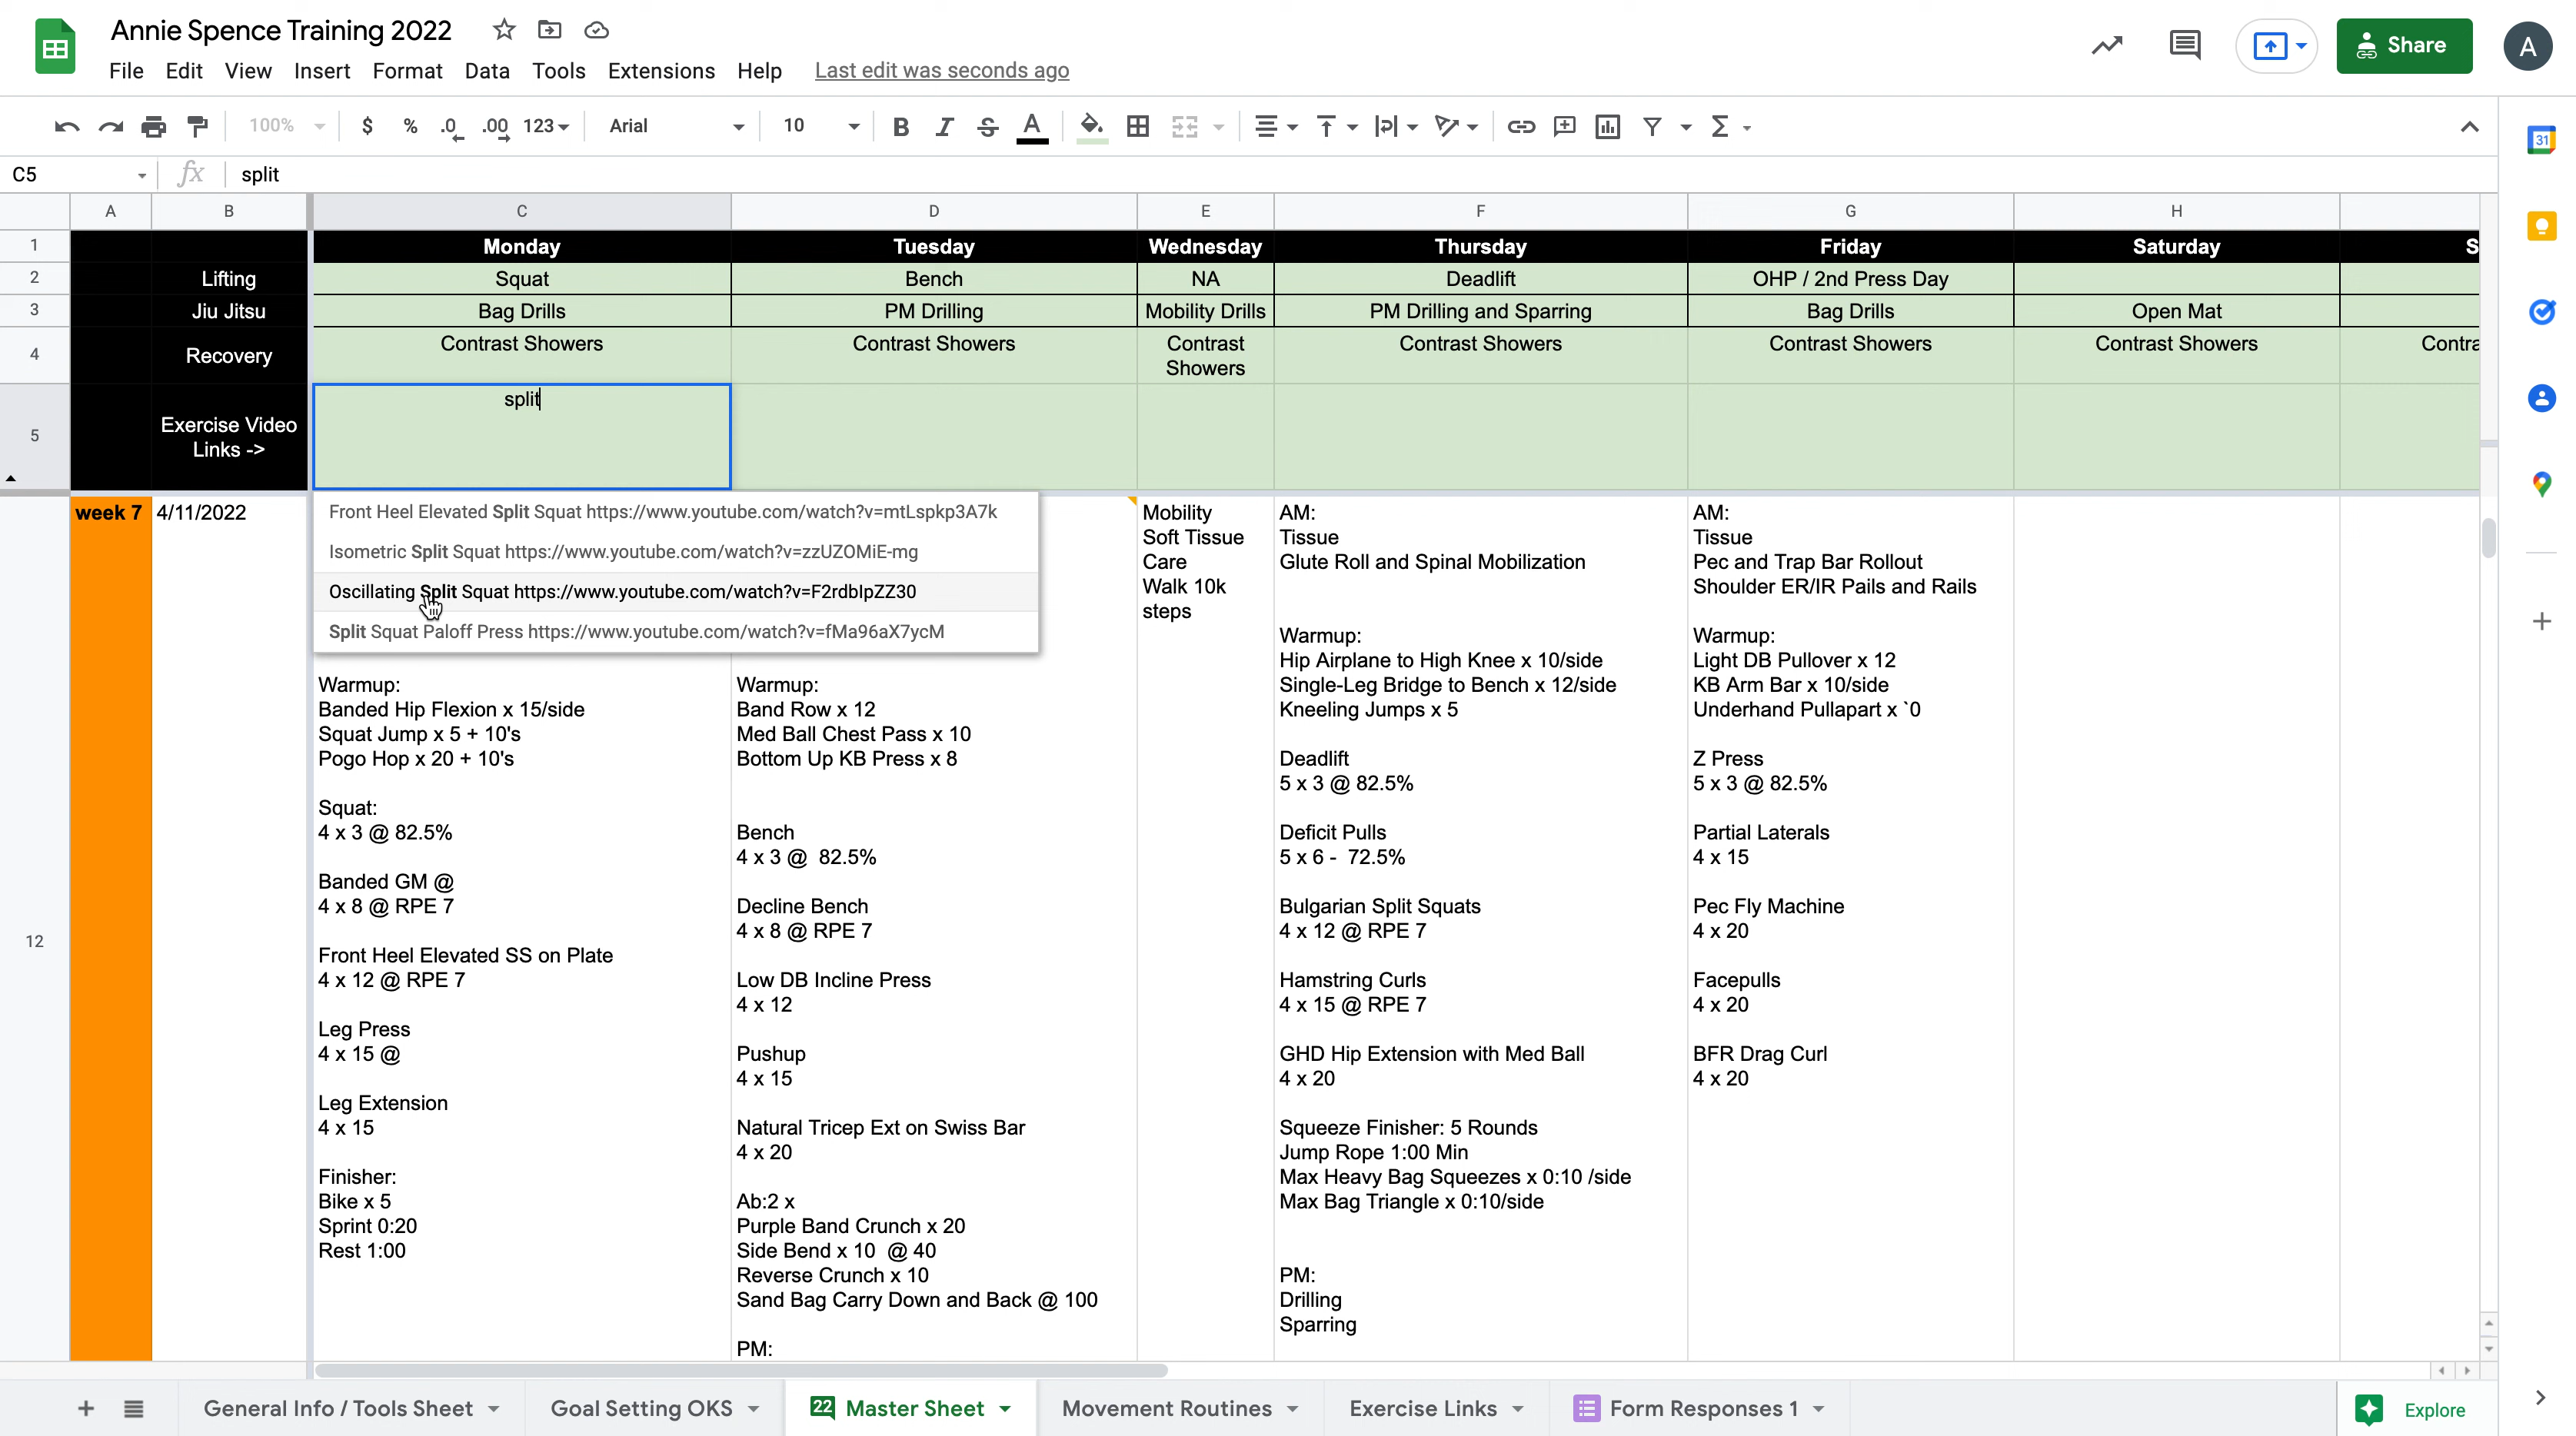 Annie Spence Training 2022
File Edit View Insert Format Data Tools Extensions Help Last edit was seconds ago
Share
A
100% $ % .0 .00 123 Arial 10 B I S A
31
C5 fx split
A B C D E F G H
1 Monday Tuesday Wednesday Thursday Friday Saturday S
2 Lifting Squat Bench NA Deadlift OHP / 2nd Press Day
3 Jiu Jitsu Bag Drills PM Drilling Mobility Drills PM Drilling and Sparring Bag Drills Open Mat
4 Recovery Contrast Showers Contrast Showers Contrast Showers Contrast Showers Contrast Showers Contrast Showers Contra
5 Exercise Video Links -> split
Front Heel Elevated Split Squat https://www.youtube.com/watch?v=mtLspkp3A7k
Isometric Split Squat https://www.youtube.com/watch?v=zzUZOMiE-mg
Oscillating Split Squat https://www.youtube.com/watch?v=F2rdbIpZZ30
Split Squat Paloff Press https://www.youtube.com/watch?v=fMa96aX7ycM
12
week 7 4/11/2022
Warmup:
Banded Hip Flexion x 15/side
Squat Jump x 5 + 10's
Pogo Hop x 20 + 10's
Squat:
4 x 3 @ 82.5%
Banded GM @
4 x 8 @ RPE 7
Front Heel Elevated SS on Plate
4 x 12 @ RPE 7
Leg Press
4 x 15 @
Leg Extension
4 x 15
Finisher:
Bike x 5
Sprint 0:20
Rest 1:00
Warmup:
Band Row x 12
Med Ball Chest Pass x 10
Bottom Up KB Press x 8
Bench
4 x 3 @ 82.5%
Decline Bench
4 x 8 @ RPE 7
Low DB Incline Press
4 x 12
Pushup
4 x 15
Natural Tricep Ext on Swiss Bar
4 x 20
Ab:2 x
Purple Band Crunch x 20
Side Bend x 10 @ 40
Reverse Crunch x 10
Sand Bag Carry Down and Back @ 100
PM:
Mobility
Soft Tissue
Care
Walk 10k
steps
AM:
Tissue
Glute Roll and Spinal Mobilization
Warmup:
Hip Airplane to High Knee x 10/side
Single-Leg Bridge to Bench x 12/side
Kneeling Jumps x 5
Deadlift
5 x 3 @ 82.5%
Deficit Pulls
5 x 6 - 72.5%
Bulgarian Split Squats
4 x 12 @ RPE 7
Hamstring Curls
4 x 15 @ RPE 7
GHD Hip Extension with Med Ball
4 x 20
Squeeze Finisher: 5 Rounds
Jump Rope 1:00 Min
Max Heavy Bag Squeezes x 0:10 /side
Max Bag Triangle x 0:10/side
PM:
Drilling
Sparring
AM:
Tissue
Pec and Trap Bar Rollout
Shoulder ER/IR Pails and Rails
Warmup:
Light DB Pullover x 12
KB Arm Bar x 10/side
Underhand Pullapart x `0
Z Press
5 x 3 @ 82.5%
Partial Laterals
4 x 15
Pec Fly Machine
4 x 20
Facepulls
4 x 20
BFR Drag Curl
4 x 20
General Info / Tools Sheet Goal Setting OKS 22 Master Sheet Movement Routines Exercise Links Form Responses 1 Explore